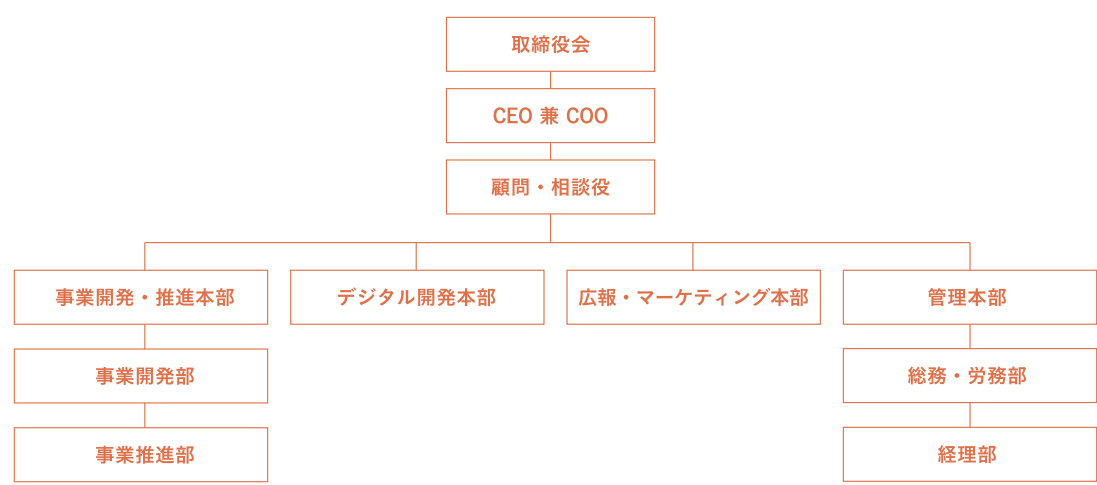 取締役会
CEO 兼 COO
顧問・相談役
事業開発・推進本部
デジタル開発本部
広報・マーケティング本部
管理本部
事業開発部
総務・労務部
事業推進部
経理部